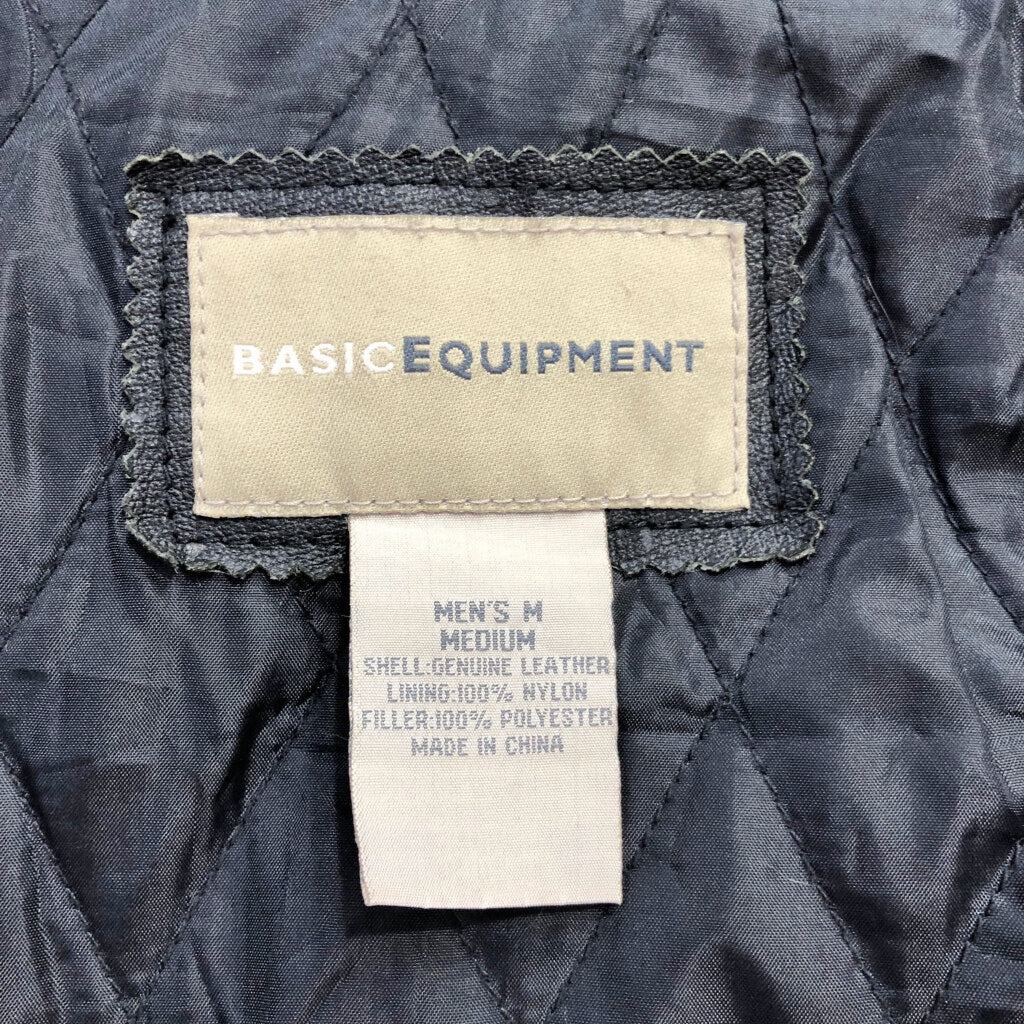 BASICEQUIPMENT
MEN'S M
MEDIUM
SHELL:GENUINE LEATHER
LINING:100% NYLON
FILLER:100% POLYESTER
MADE IN CHINA